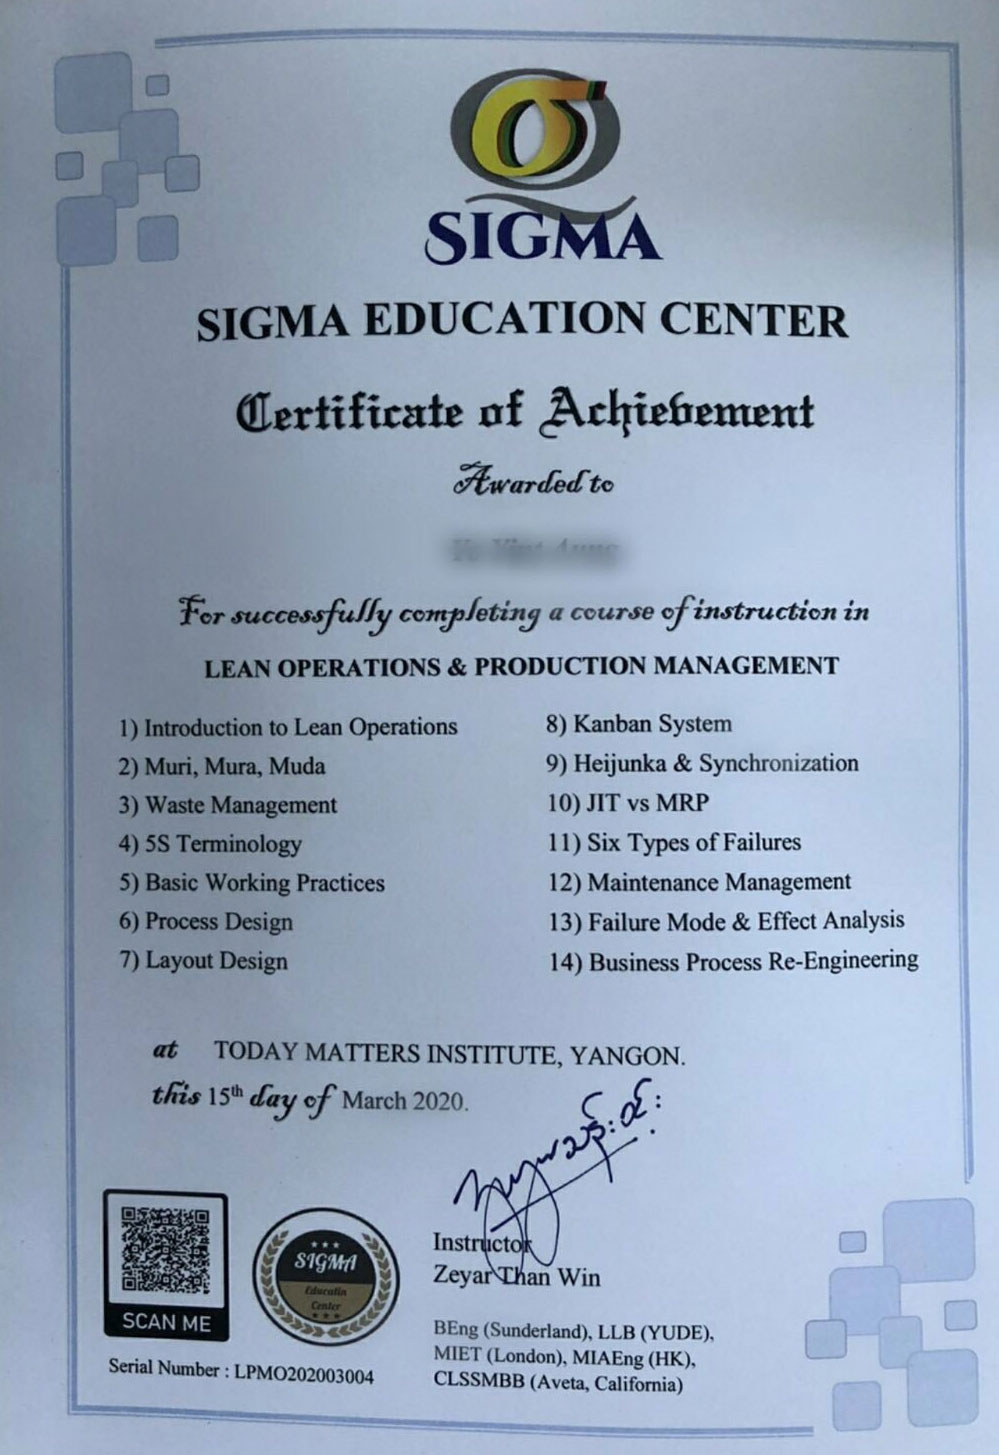 SIGMA
SIGMA EDUCATION CENTER
Certificate of Achievement
Awarded to
For successfully completing a course of instruction in
LEAN OPERATIONS & PRODUCTION MANAGEMENT
1) Introduction to Lean Operations
2) Muri, Mura, Muda
3) Waste Management
4) 5S Terminology
5) Basic Working Practices
6) Process Design
7) Layout Design
8) Kanban System
9) Heijunka & Synchronization
10) JIT vs MRP
11) Six Types of Failures
12) Maintenance Management
13) Failure Mode & Effect Analysis
14) Business Process Re-Engineering
at TODAY MATTERS INSTITUTE, YANGON.
this 15th day of March 2020.
SCAN ME
Serial Number : LPMO202003004
SIGMA
Educatin
Center
Instructor
Zeyar Than Win
BEng (Sunderland), LLB (YUDE),
MIET (London), MIAEng (HK),
CLSSMBB (Aveta, California)